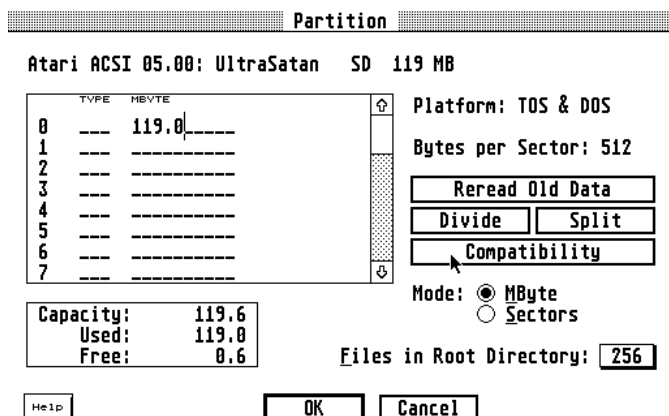 Partition
Atari ACSI 05.00: UltraSatan SD 119 MB
TYPE MBYTE
0 ___ 119.0_____
1 ___ __________
2 ___ __________
3 ___ __________
4 ___ __________
5 ___ __________
6 ___ __________
7 ___ __________
Platform: TOS & DOS
Bytes per Sector: 512
Reread Old Data
Divide Split
Compatibility
Mode: MByte
Sectors
Capacity: 119.6
Used: 119.0
Free: 0.6
Files in Root Directory: 256
Help OK Cancel